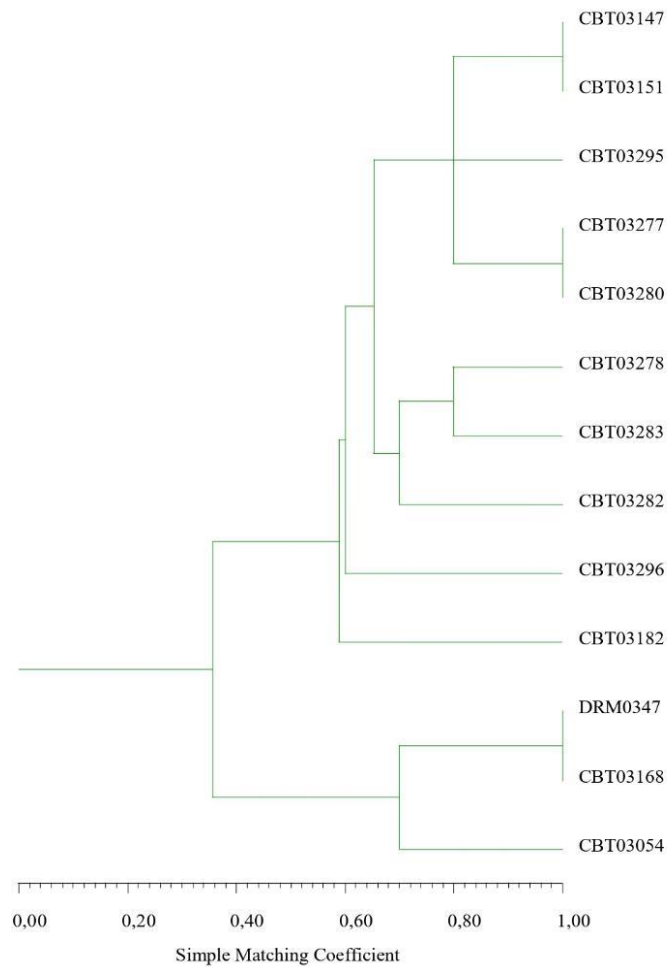 CBT03147
CBT03151
CBT03295
CBT03277
CBT03280
CBT03278
CBT03283
CBT03282
CBT03296
CBT03182
DRM0347
CBT03168
CBT03054
0,00 0,20 0,40 0,60 0,80 1,00
Simple Matching Coefficient